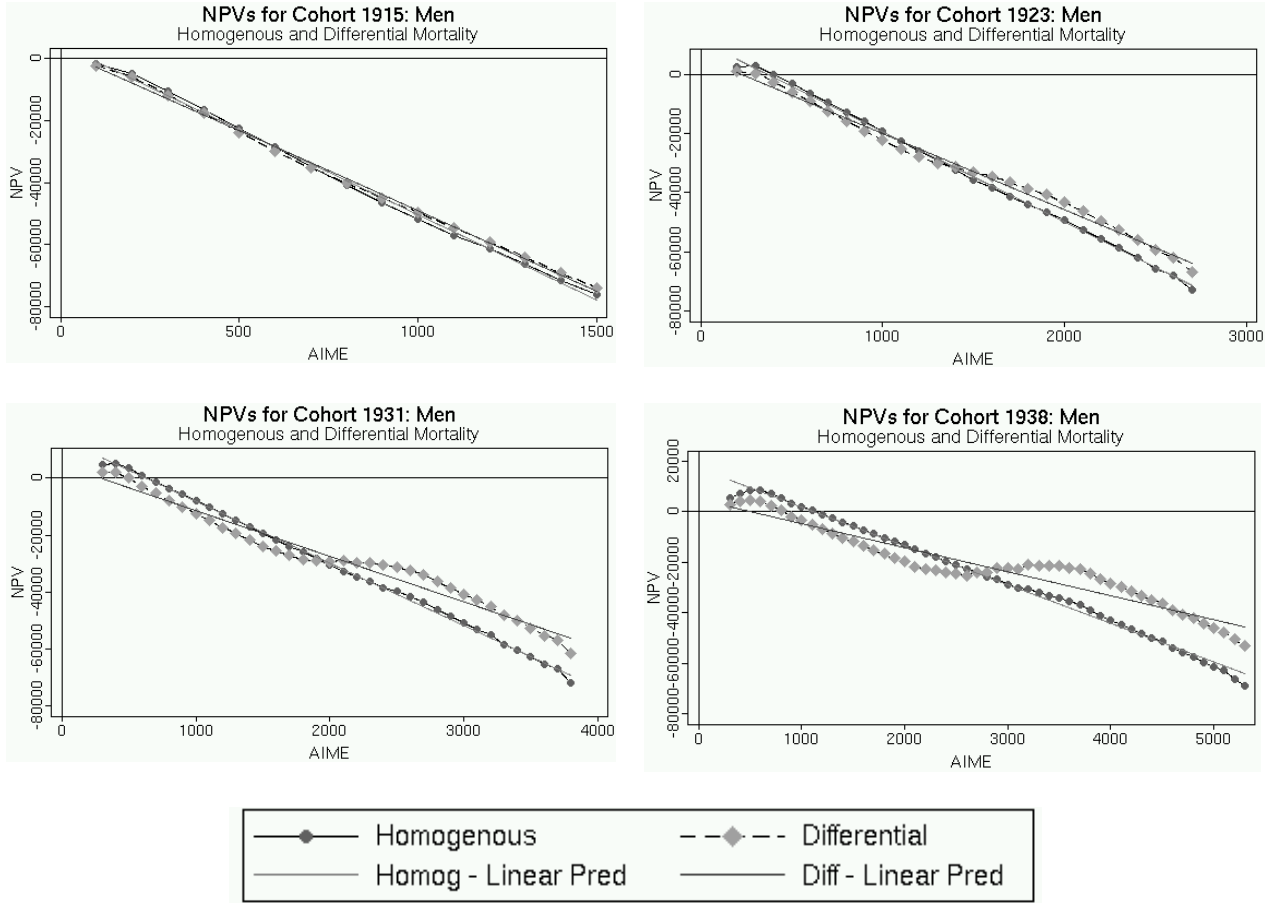 NPVs for Cohort 1915: Men
Homogenous and Differential Mortality
NPV
0
-20000
-40000
-60000
-80000
0 500 1000 1500
AIME
NPVs for Cohort 1923: Men
Homogenous and Differential Mortality
NPV
0
-20000
-40000
-60000
-80000
0 1000 2000 3000
AIME
NPVs for Cohort 1931: Men
Homogenous and Differential Mortality
NPV
0
-20000
-40000
-60000
-80000
0 1000 2000 3000 4000
AIME
NPVs for Cohort 1938: Men
Homogenous and Differential Mortality
NPV
20000
0
-20000
-40000
-60000
-80000
0 1000 2000 3000 4000 5000
AIME
Homogenous Differential
Homog - Linear Pred Diff - Linear Pred